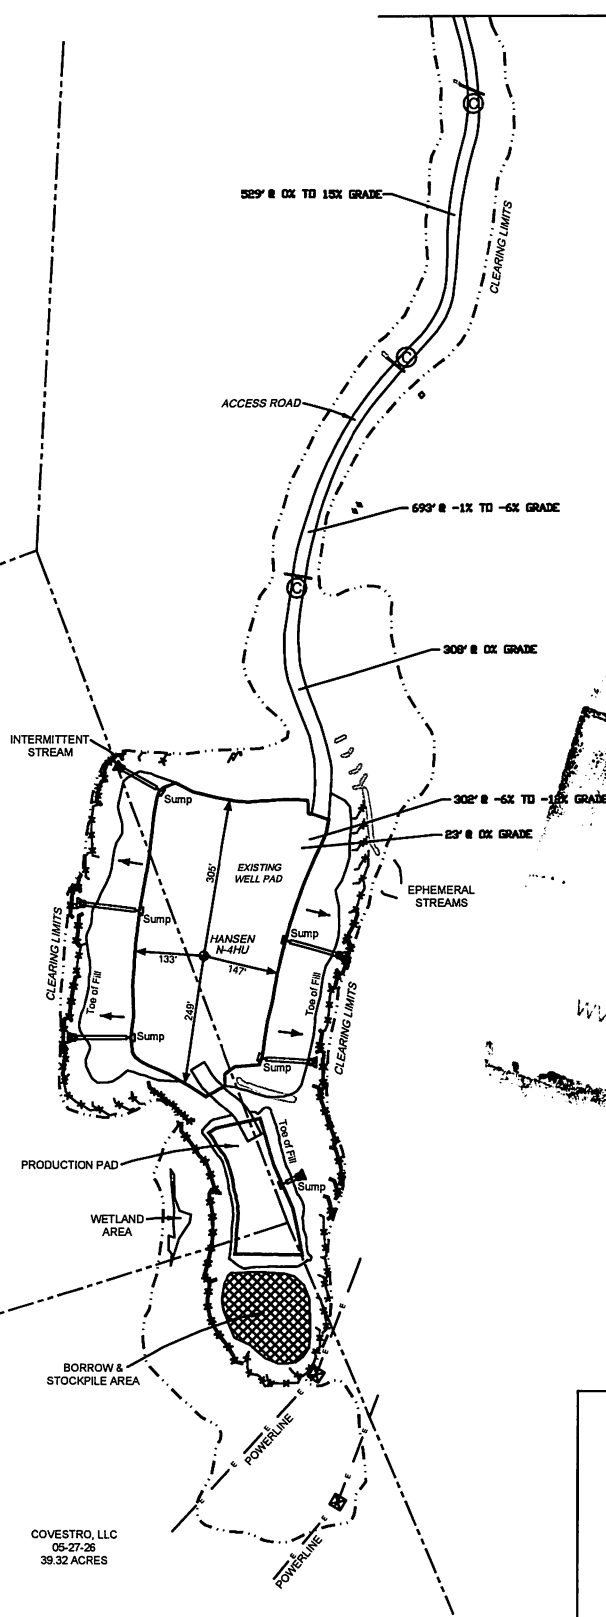 CLEARING LIMITS
C
529' @ 0% TO 15% GRADE
C
ACCESS ROAD
693' @ -1% TO -6% GRADE
C
308' @ 0% GRADE
INTERMITTENT
STREAM
Sump
302' @ -6% TO -12% GRADE
23' @ 0% GRADE
305'
EXISTING
WELL PAD
EPHEMERAL
STREAMS
Sump
HANSEN
N-4HU
Sump
133'
147'
CLEARING LIMITS
Toe of Fill
Toe of Fill
249'
CLEARING LIMITS
WV
Sump
Sump
Toe of Fill
PRODUCTION PAD
Sump
WETLAND
AREA
E
BORROW &
STOCKPILE AREA
E
E
POWERLINE
E
E
E
E
COVESTRO, LLC
05-27-26
39.32 ACRES
E
POWERLINE